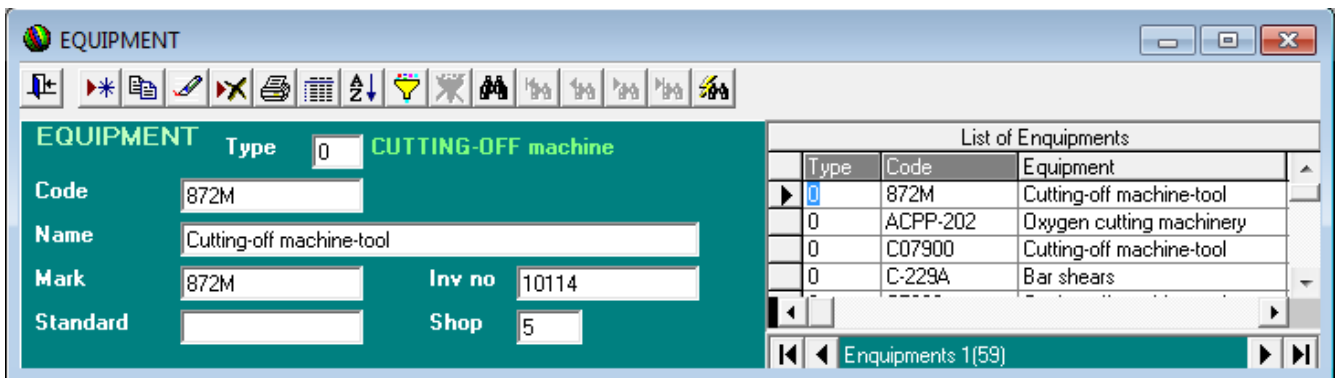 EQUIPMENT
EQUIPMENT
Type 0 CUTTING-OFF machine
Code 872M
Name Cutting-off machine-tool
Mark 872M Inv no 10114
Standard Shop 5
List of Enquipments
Type Code Equipment
0 872M Cutting-off machine-tool
0 ACPP-202 Oxygen cutting machinery
0 C07900 Cutting-off machine-tool
0 C-229A Bar shears
Enquipments 1(59)